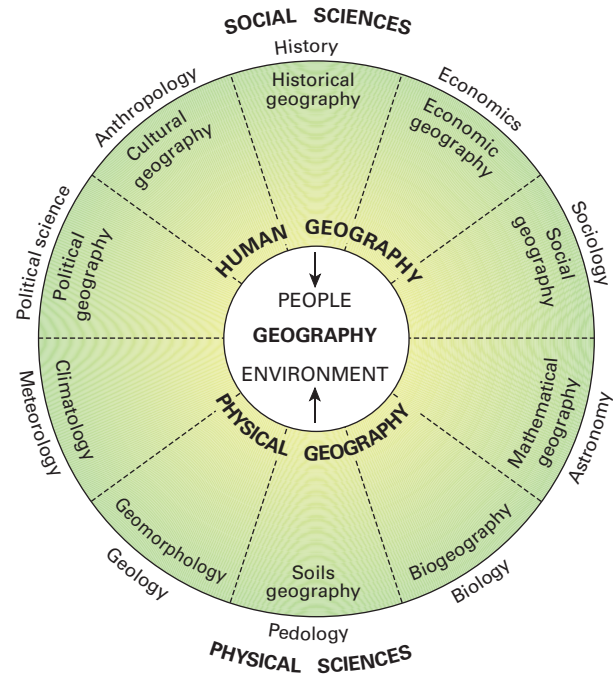 SOCIAL SCIENCES
History
Historical
geography
Anthropology
Cultural
geography
Economics
Economic
geography
Political science
Political
geography
Sociology
Social
geography
HUMAN GEOGRAPHY
PEOPLE
GEOGRAPHY
ENVIRONMENT
PHYSICAL GEOGRAPHY
Climatology
Meteorology
Mathematical
geography
Astronomy
Geomorphology
Geology
Soils
geography
Pedology
Biogeography
Biology
PHYSICAL SCIENCES